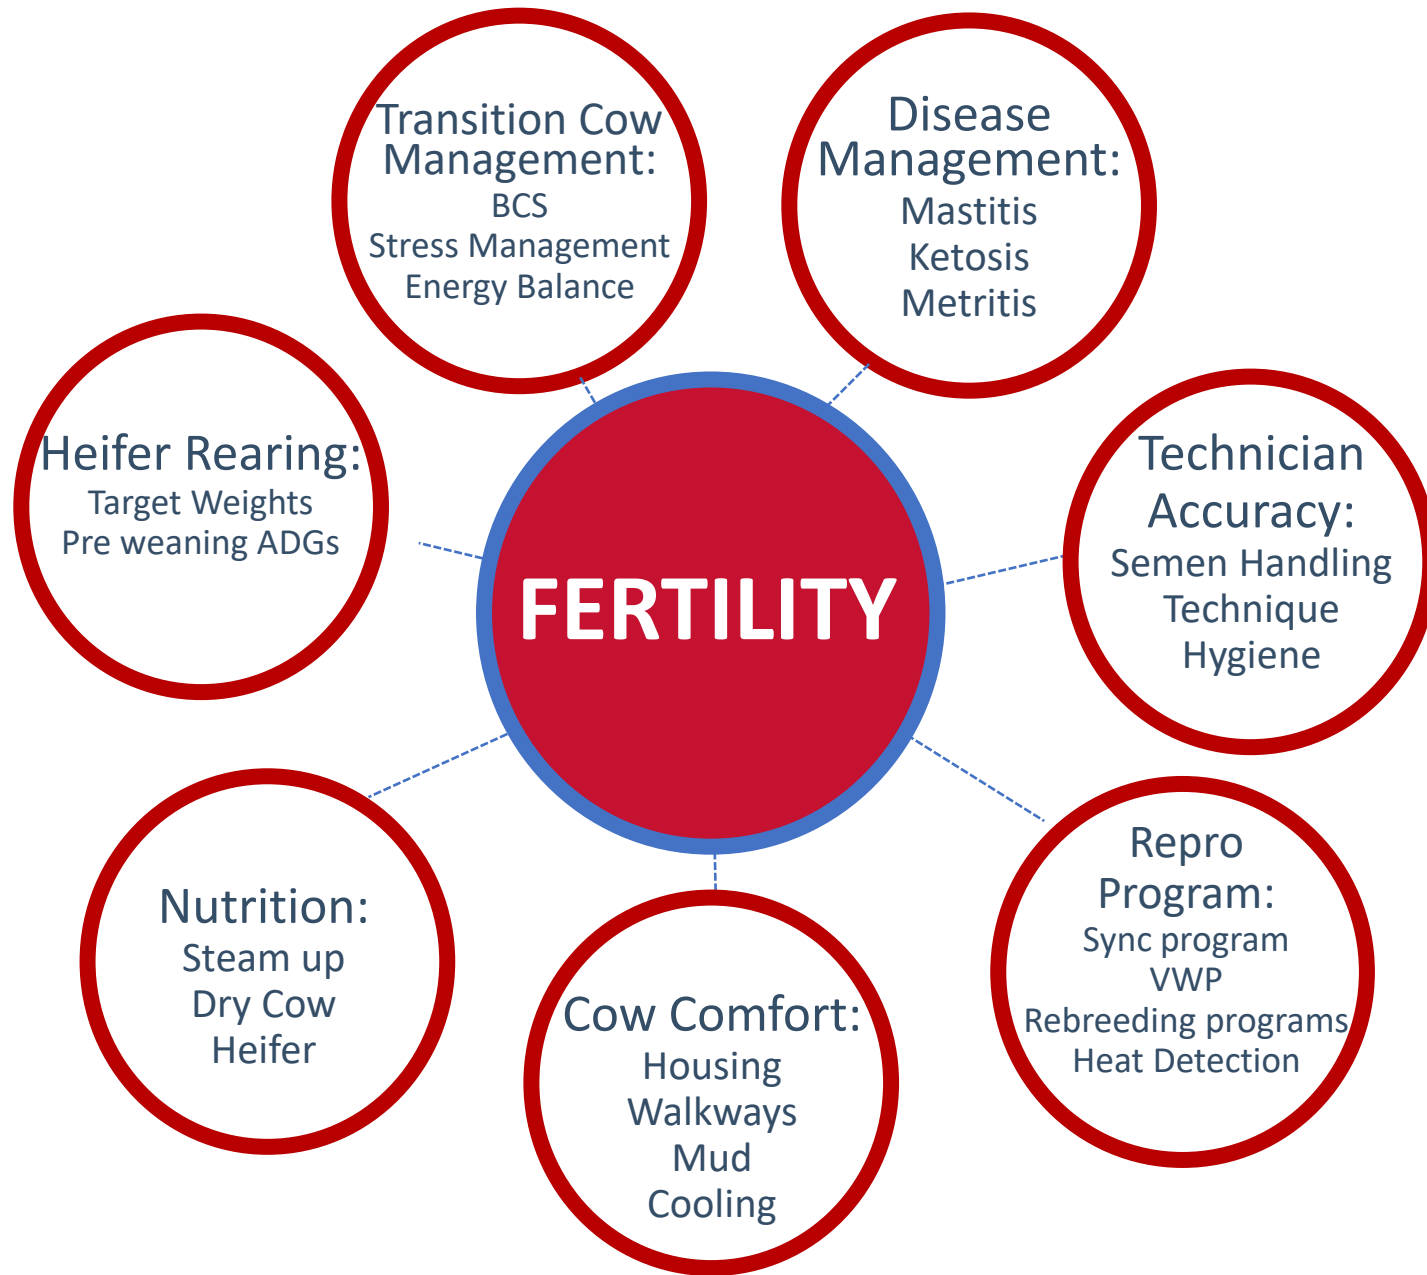 Transition Cow
Management:
BCS
Stress Management
Energy Balance
Disease
Management:
Mastitis
Ketosis
Metritis
Heifer Rearing:
Target Weights
Pre weaning ADGs
Technician
Accuracy:
Semen Handling
Technique
Hygiene
FERTILITY
Nutrition:
Steam up
Dry Cow
Heifer
Cow Comfort:
Housing
Walkways
Mud
Cooling
Repro
Program:
Sync program
VWP
Rebreeding programs
Heat Detection